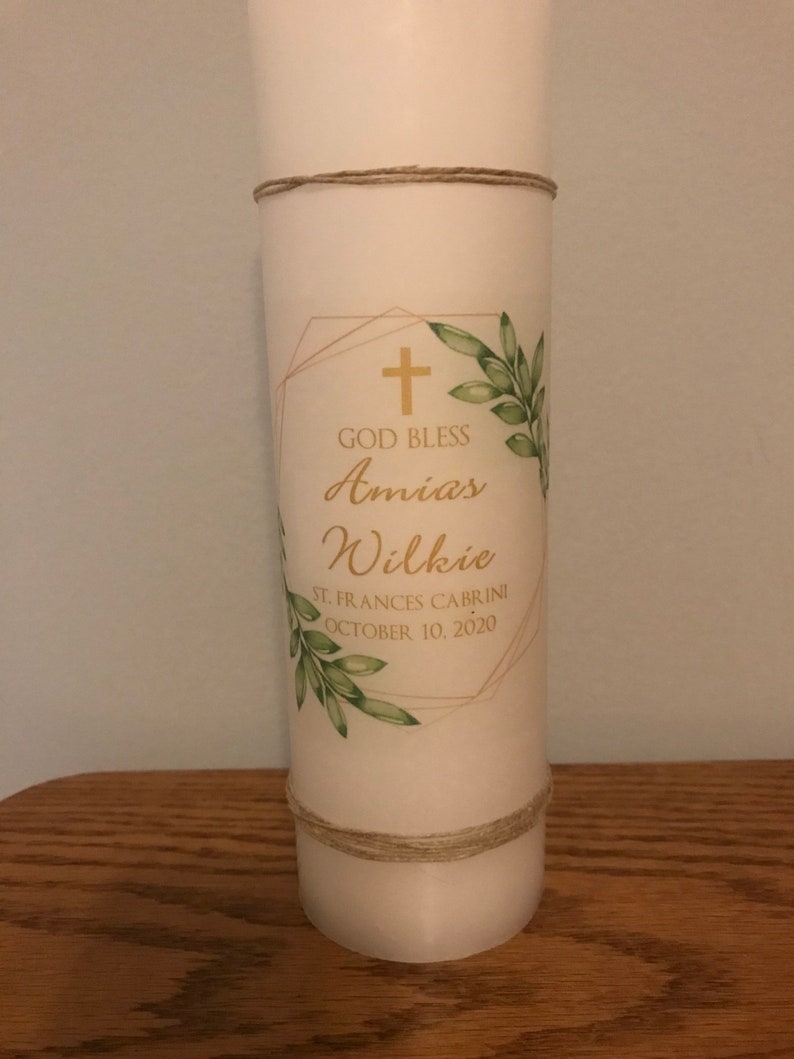 GOD BLESS
Amias
Wilkie
ST. FRANCES CABRINI
OCTOBER 10, 2020